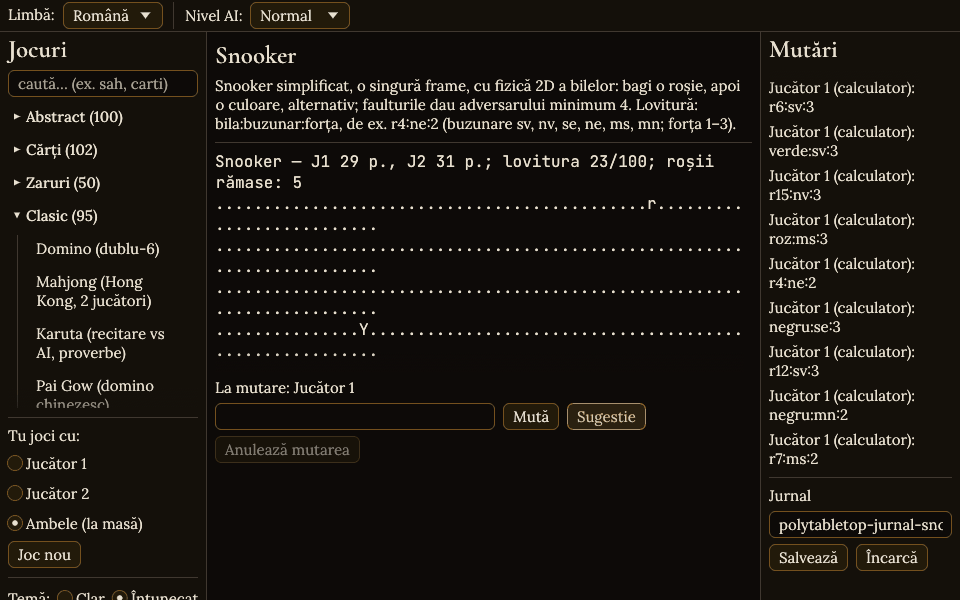 Limbă:
Română
Nivel AI:
Normal
Jocuri
caută... (ex. sah, carti)
Abstract (100)
Cărți (102)
Zaruri (50)
Clasic (95)
Domino (dublu-6)
Mahjong (Hong
Kong, 2 jucători)
Karuta (recitare vs
AI, proverbe)
Pai Gow (domino
chinezesc)
Tu joci cu:
Jucător 1
Jucător 2
Ambele (la masă)
Joc nou
Temă:
Clar
Întunecat
Snooker
Snooker simplificat, o singură frame, cu fizică 2D a bilelor: bagi o roșie, apoi
o culoare, alternativ; faulturile dau adversarului minimum 4. Lovitură:
bila:buzunar:forța, de ex. r4:ne:2 (buzunare sv, nv, se, ne, ms, mn; forța 1–3).
Snooker — J1 29 p., J2 31 p.; lovitura 23/100; roșii
rămase: 5
.............................................r.........
.................
.......................................................
.................
.......................................................
.................
...............Y.......................................
.................
La mutare: Jucător 1
Mută
Sugestie
Anulează mutarea
Mutări
Jucător 1 (calculator):
r6:sv:3
Jucător 1 (calculator):
verde:sv:3
Jucător 1 (calculator):
r15:nv:3
Jucător 1 (calculator):
roz:ms:3
Jucător 1 (calculator):
r4:ne:2
Jucător 1 (calculator):
negru:se:3
Jucător 1 (calculator):
r12:sv:3
Jucător 1 (calculator):
negru:mn:2
Jucător 1 (calculator):
r7:ms:2
Jurnal
polytabletop-jurnal-sno
Salvează
Încarcă